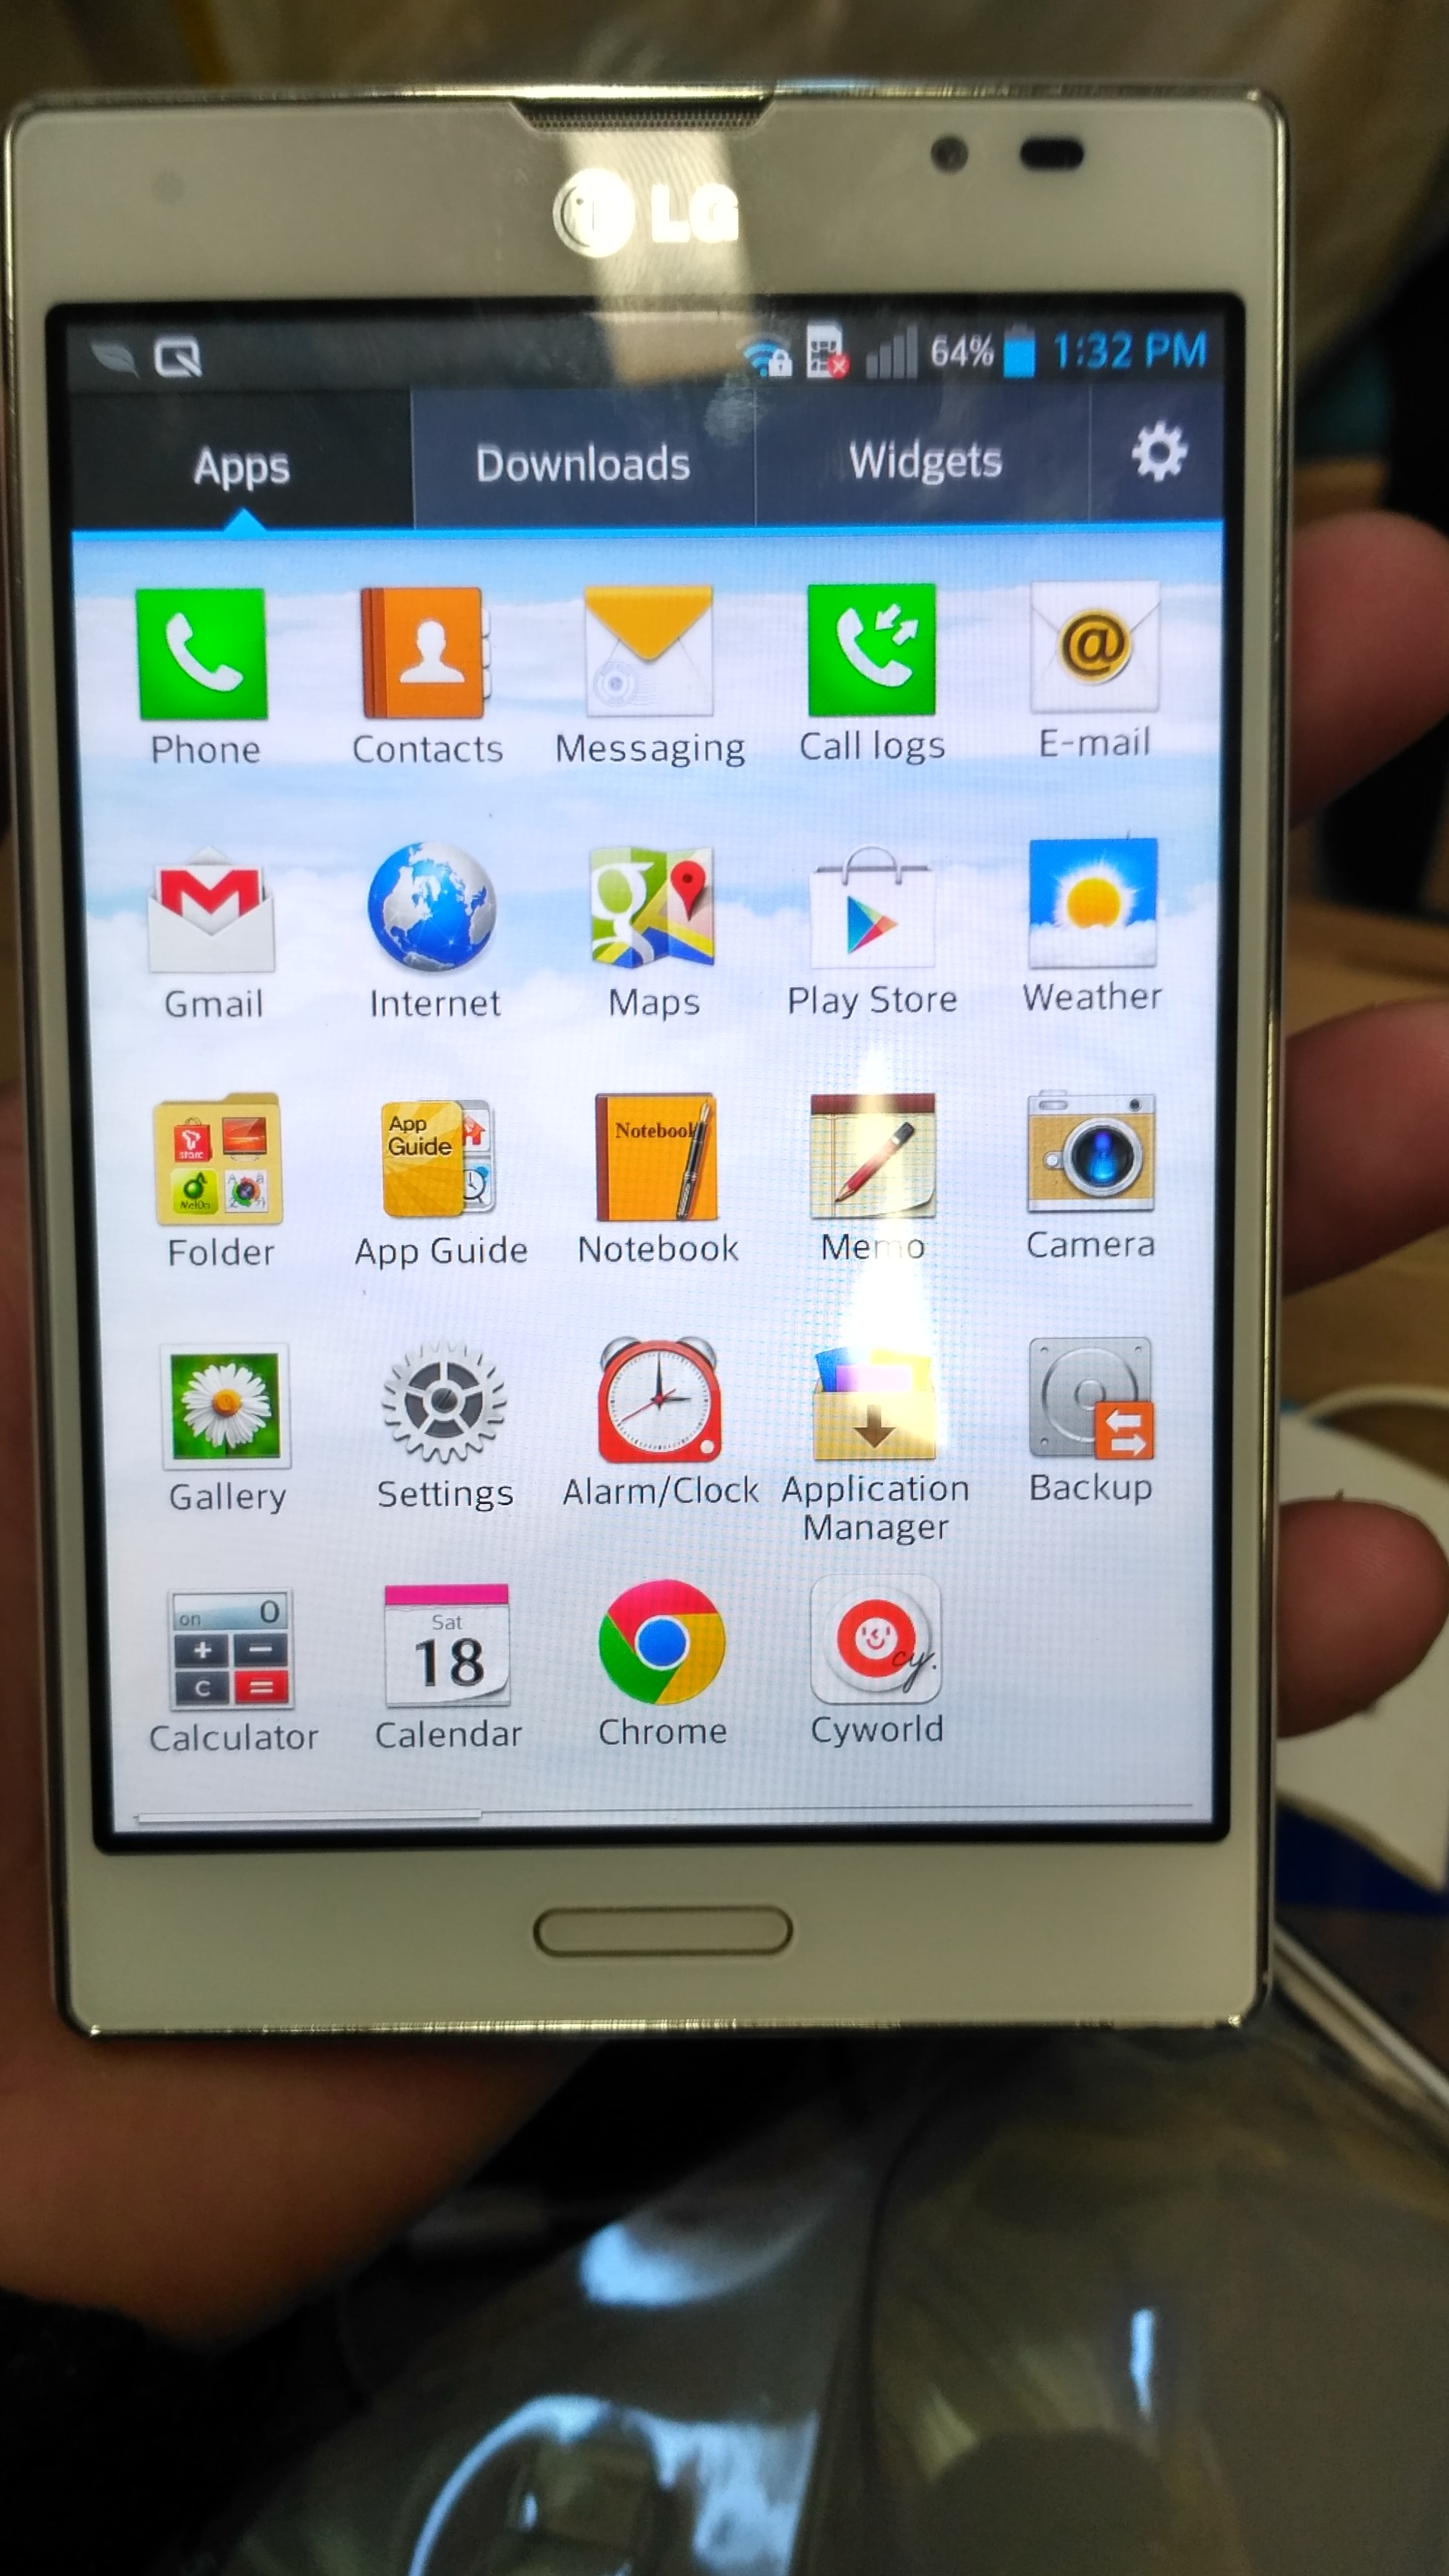 LG
64% 1:32 PM
Apps Downloads Widgets
Phone Contacts Messaging Call logs E-mail
@
Gmail Internet Maps Play Store Weather
g
App
Guide
Notebook
Folder App Guide Notebook Memo Camera
Gallery Settings Alarm/Clock Application
Manager
Backup
on 0
+ −
C =
Sat
18
cy.
Calculator Calendar Chrome Cyworld